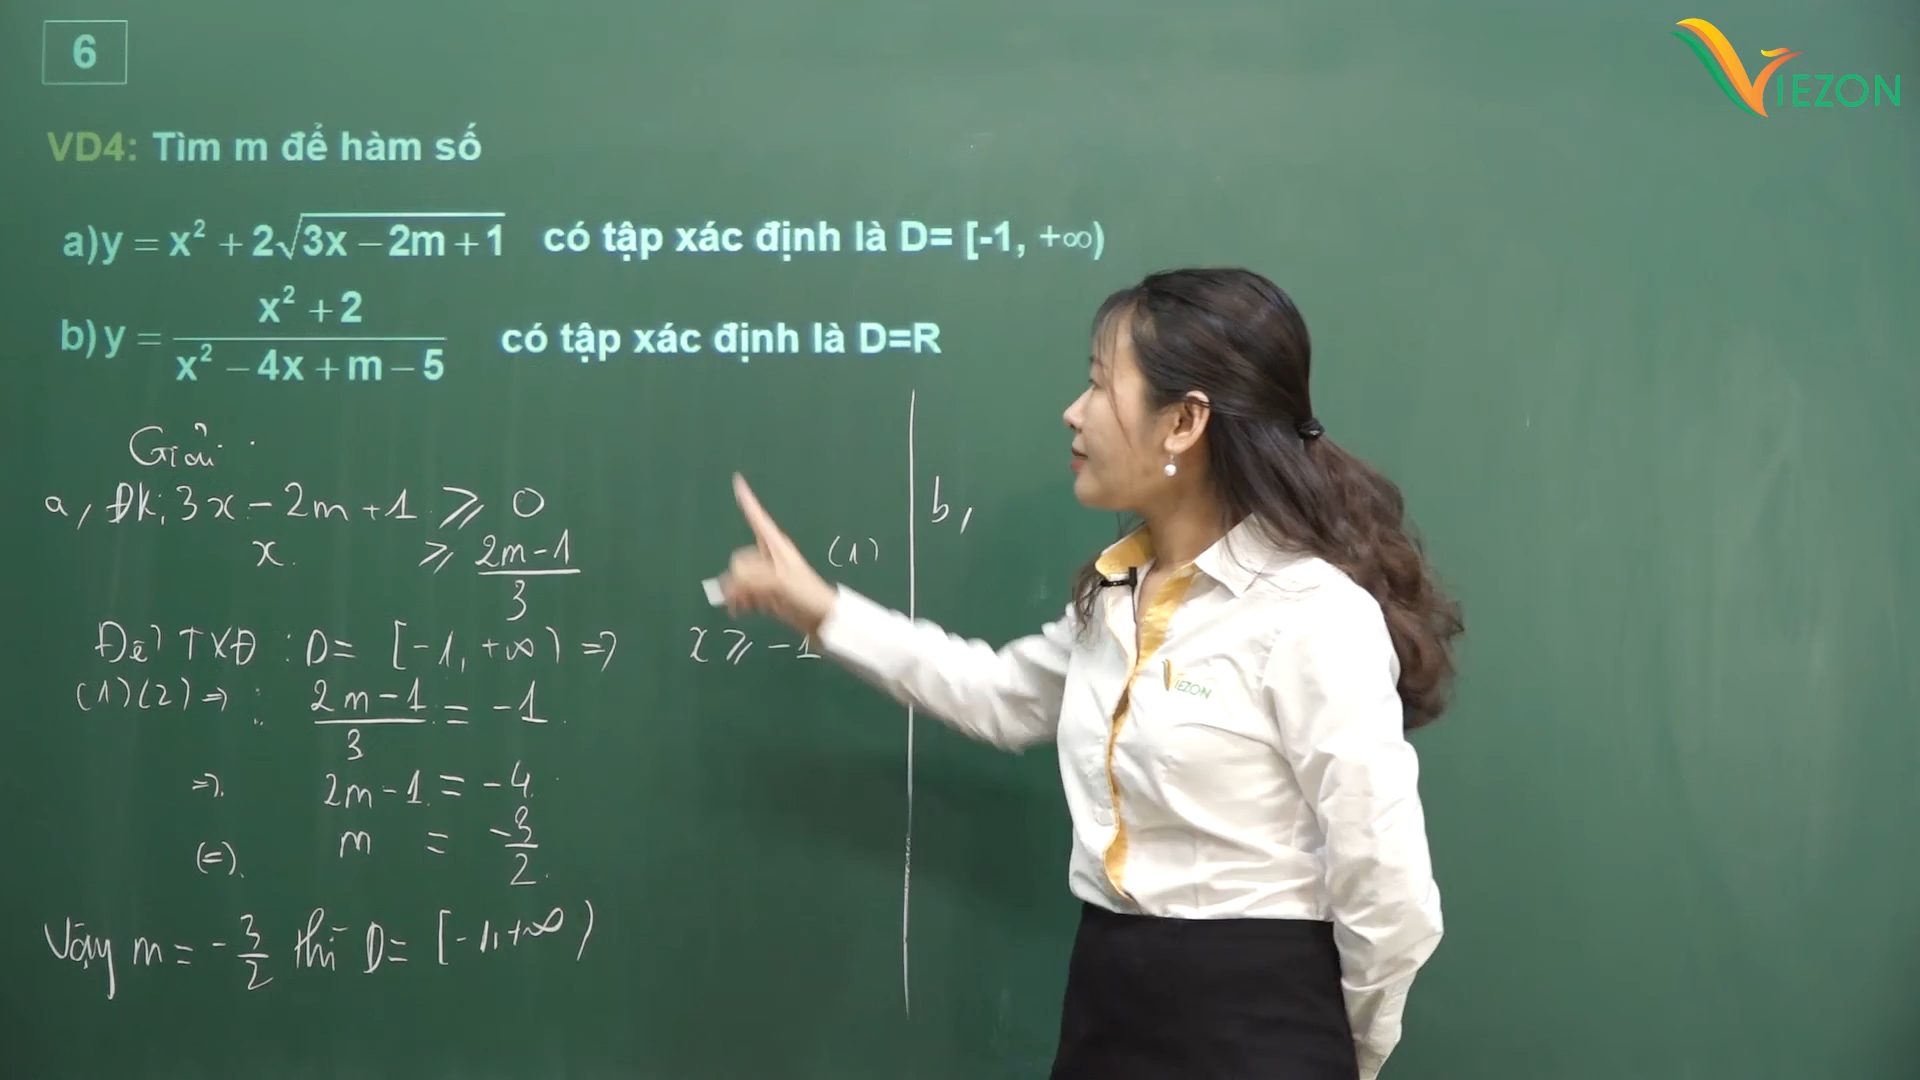 6
VIEZON
VD4: Tìm m để hàm số
a) y = x² + 2√(3x − 2m + 1) có tập xác định là D= [-1, +∞)
b) y = (x² + 2)/(x² − 4x + m − 5) có tập xác định là D=R
Giải:
a, ĐK: 3x − 2m + 1 ⩾ 0
x ⩾ (2m − 1)/3 (1)
Để TXĐ : D = [-1, +∞) => x ⩾ -1
(1)(2) => : (2m − 1)/3 = −1
=> 2m − 1 = −4
(=) m = −3/2
Vậy m = −3/2 thì D = [-1, +∞)
b,
VIEZON